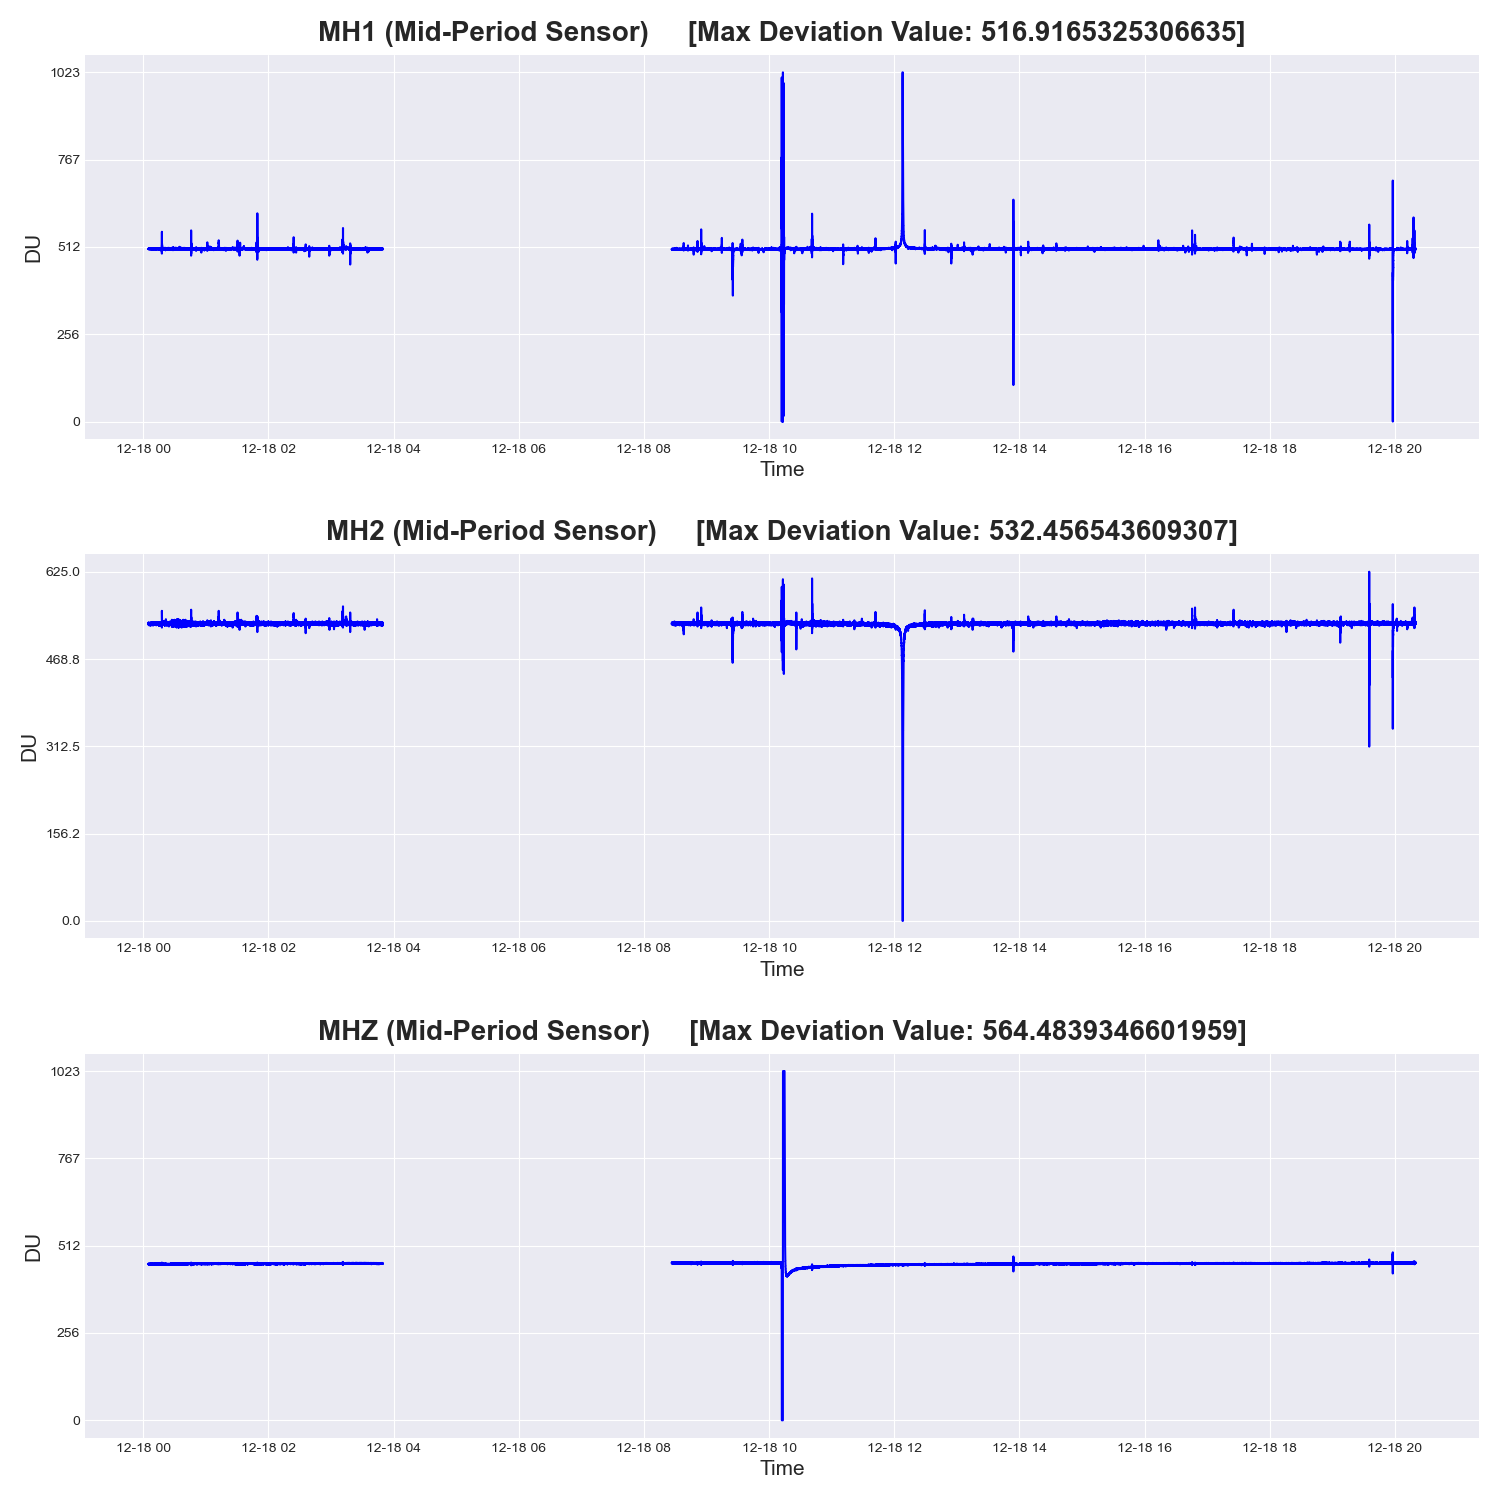 MH1 (Mid-Period Sensor) [Max Deviation Value: 516.9165325306635]
1023
767
512
256
0
DU
12-18 00 12-18 02 12-18 04 12-18 06 12-18 08 12-18 10 12-18 12 12-18 14 12-18 16 12-18 18 12-18 20
Time
MH2 (Mid-Period Sensor) [Max Deviation Value: 532.456543609307]
625.0
468.8
312.5
156.2
0.0
DU
12-18 00 12-18 02 12-18 04 12-18 06 12-18 08 12-18 10 12-18 12 12-18 14 12-18 16 12-18 18 12-18 20
Time
MHZ (Mid-Period Sensor) [Max Deviation Value: 564.4839346601959]
1023
767
512
256
0
DU
12-18 00 12-18 02 12-18 04 12-18 06 12-18 08 12-18 10 12-18 12 12-18 14 12-18 16 12-18 18 12-18 20
Time